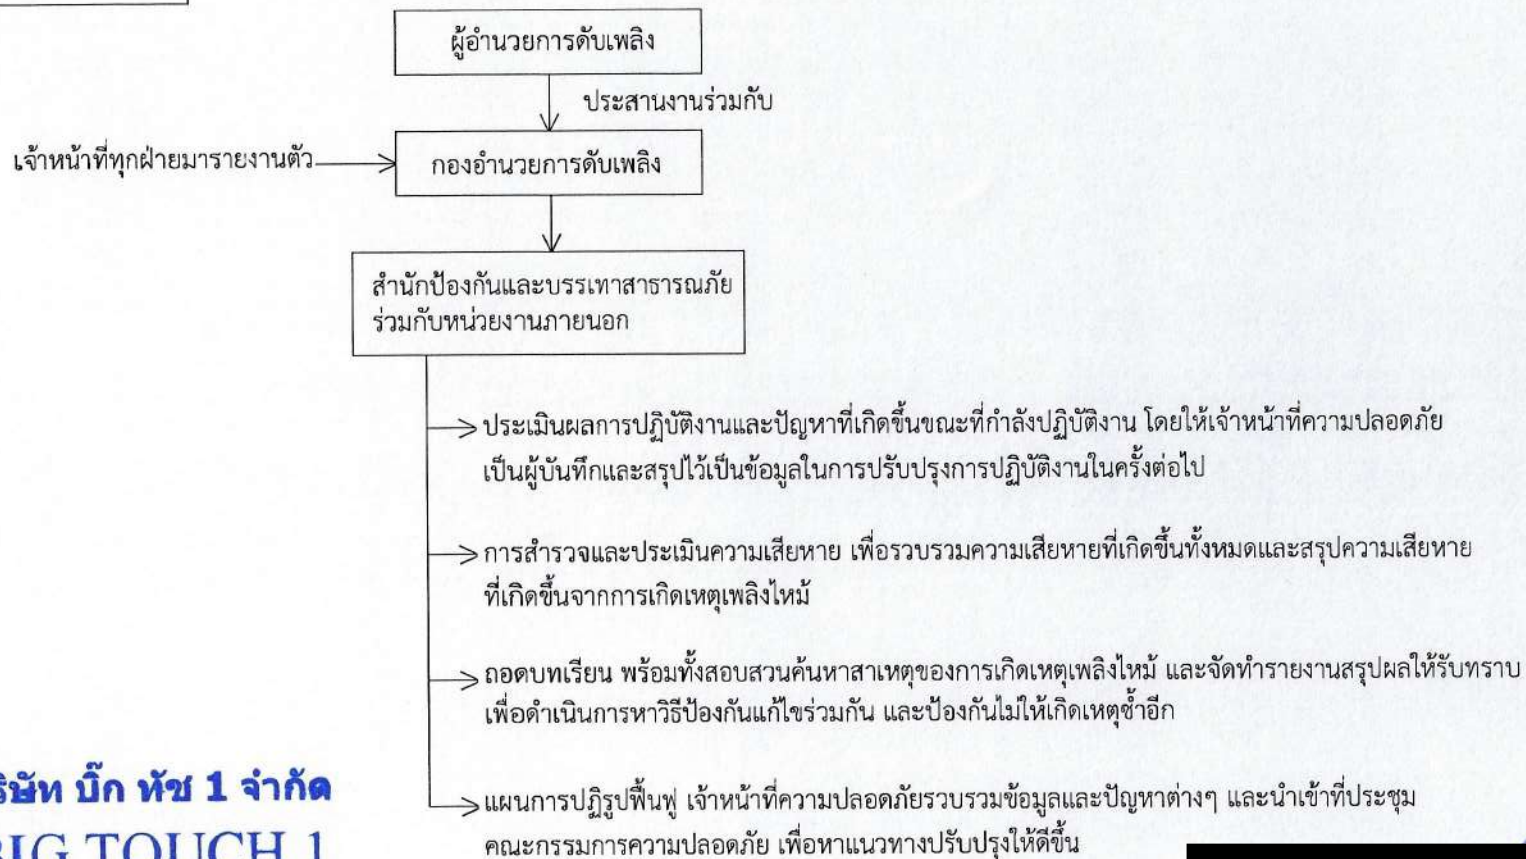 ผู้อำนวยการดับเพลิง
ประสานงานร่วมกับ
เจ้าหน้าที่ทุกฝ่ายมารายงานตัว
กองอำนวยการดับเพลิง
สำนักป้องกันและบรรเทาสาธารณภัย
ร่วมกับหน่วยงานภายนอก
ประเมินผลการปฏิบัติงานและปัญหาที่เกิดขึ้นขณะที่กำลังปฏิบัติงาน โดยให้เจ้าหน้าที่ความปลอดภัย
เป็นผู้บันทึกและสรุปไว้เป็นข้อมูลในการปรับปรุงการปฏิบัติงานในครั้งต่อไป
การสำรวจและประเมินความเสียหาย เพื่อรวบรวมความเสียหายที่เกิดขึ้นทั้งหมดและสรุปความเสียหาย
ที่เกิดขึ้นจากการเกิดเหตุเพลิงไหม้
ถอดบทเรียน พร้อมทั้งสอบสวนค้นหาสาเหตุของการเกิดเหตุเพลิงไหม้ และจัดทำรายงานสรุปผลให้รับทราบ
เพื่อดำเนินการหาวิธีป้องกันแก้ไขร่วมกัน และป้องกันไม่ให้เกิดเหตุซ้ำอีก
แผนการปฏิรูปฟื้นฟู เจ้าหน้าที่ความปลอดภัยรวบรวมข้อมูลและปัญหาต่างๆ และนำเข้าที่ประชุม
คณะกรรมการความปลอดภัย เพื่อหาแนวทางปรับปรุงให้ดีขึ้น
ริษัท บิ๊ก ทัช 1 จำกัด
BIG TOUCH 1